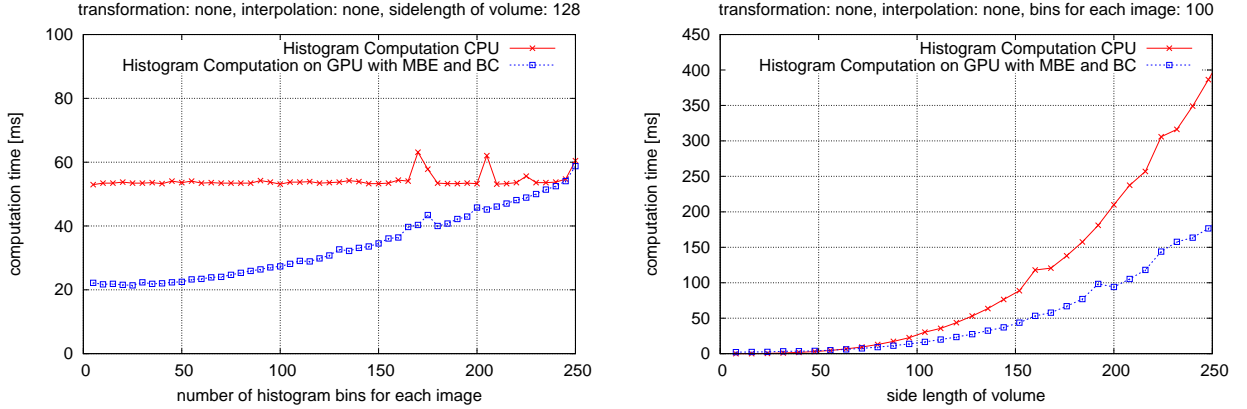 transformation: none, interpolation: none, sidelength of volume: 128
100
80
60
40
20
0
0
50
100
150
200
250
computation time [ms]
number of histogram bins for each image
Histogram Computation CPU
Histogram Computation on GPU with MBE and BC
transformation: none, interpolation: none, bins for each image: 100
450
400
350
300
250
200
150
100
50
0
0
50
100
150
200
250
computation time [ms]
side length of volume
Histogram Computation CPU
Histogram Computation on GPU with MBE and BC